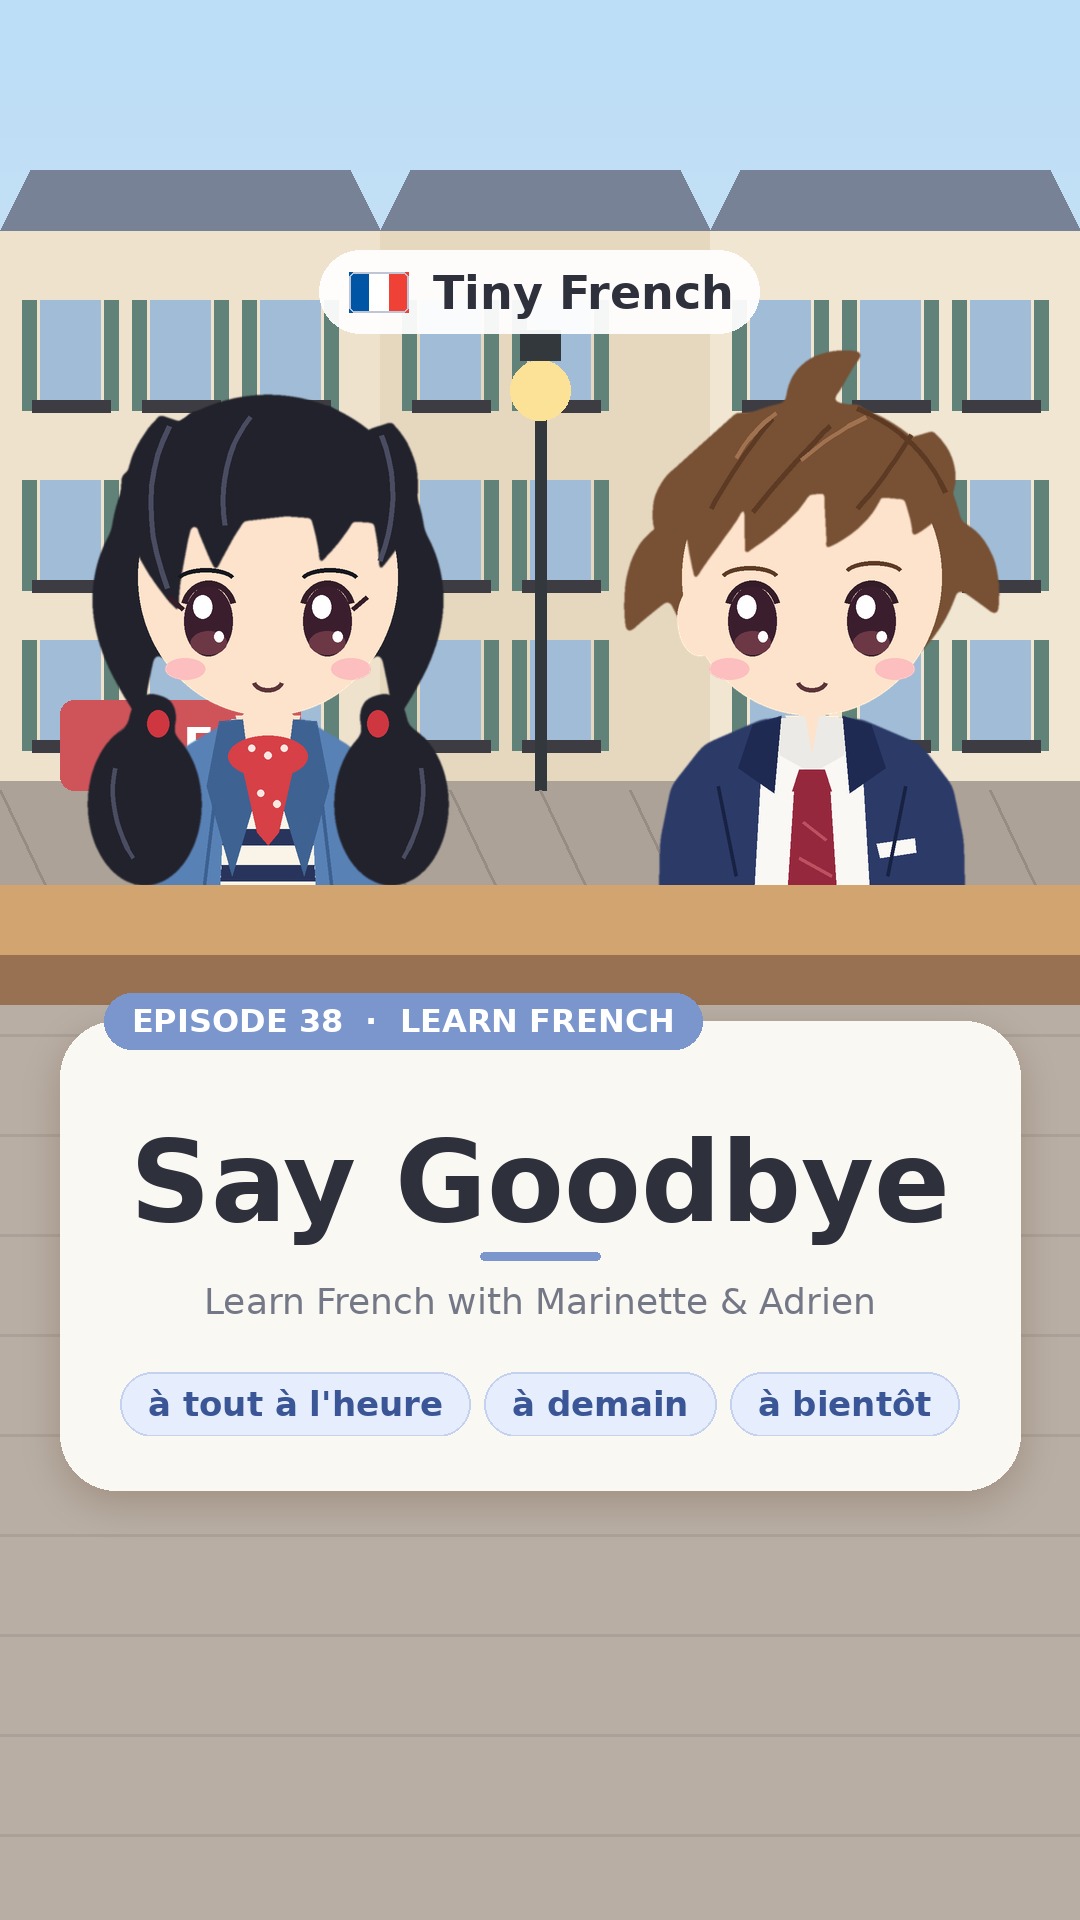 Tiny French
EPISODE 38 · LEARN FRENCH
Say Goodbye
Learn French with Marinette & Adrien
à tout à l'heure
à demain
à bientôt